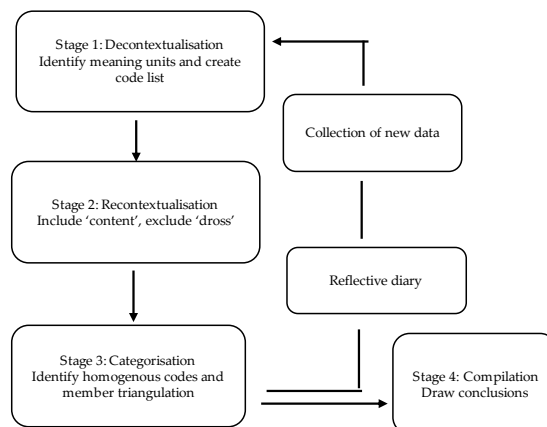 Stage 1: Decontextualisation
Identify meaning units and create
code list
Collection of new data
Stage 2: Recontextualisation
Include ‘content’, exclude ‘dross’
Reflective diary
Stage 3: Categorisation
Identify homogenous codes and
member triangulation
Stage 4: Compilation
Draw conclusions